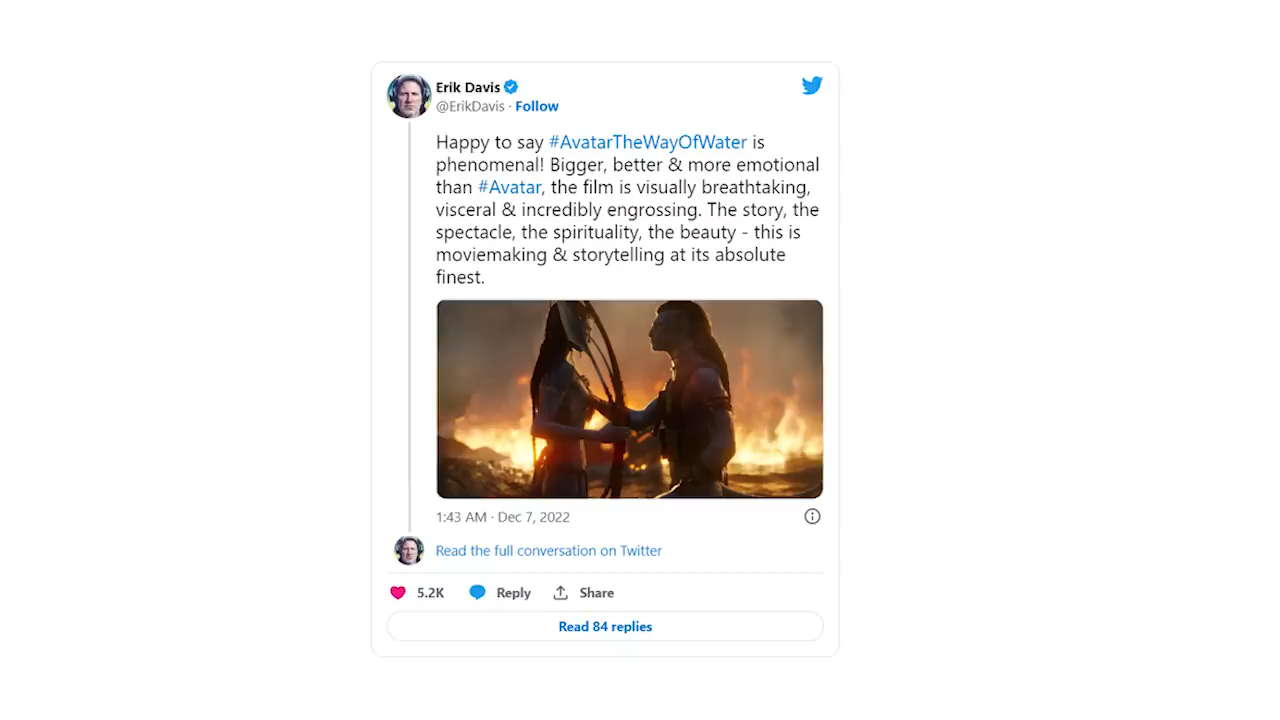 Erik Davis
@ErikDavis · Follow
Happy to say #AvatarTheWayOfWater is
phenomenal! Bigger, better & more emotional
than #Avatar, the film is visually breathtaking,
visceral & incredibly engrossing. The story, the
spectacle, the spirituality, the beauty - this is
moviemaking & storytelling at its absolute
finest.
1:43 AM · Dec 7, 2022
Read the full conversation on Twitter
5.2K Reply Share
Read 84 replies